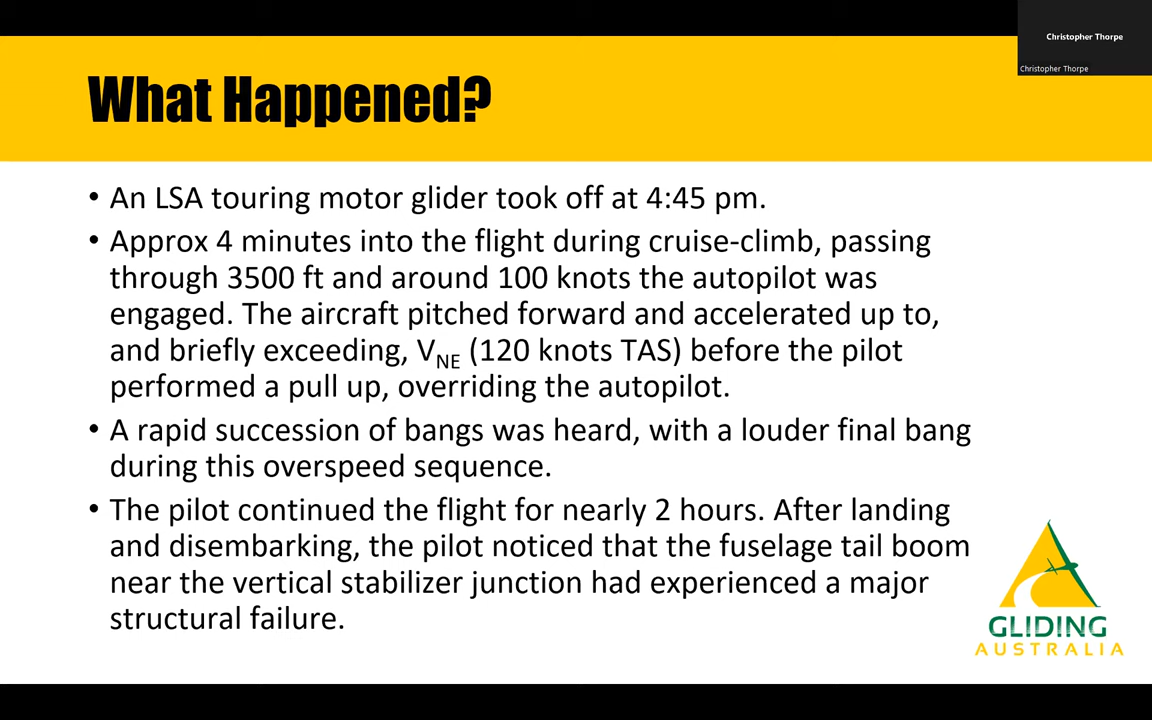 Christopher Thorpe
Christopher Thorpe
What Happened?
• An LSA touring motor glider took off at 4:45 pm.
• Approx 4 minutes into the flight during cruise-climb, passing
through 3500 ft and around 100 knots the autopilot was
engaged. The aircraft pitched forward and accelerated up to,
and briefly exceeding, VNE (120 knots TAS) before the pilot
performed a pull up, overriding the autopilot.
• A rapid succession of bangs was heard, with a louder final bang
during this overspeed sequence.
• The pilot continued the flight for nearly 2 hours. After landing
and disembarking, the pilot noticed that the fuselage tail boom
near the vertical stabilizer junction had experienced a major
structural failure.
GLIDING
AUSTRALIA